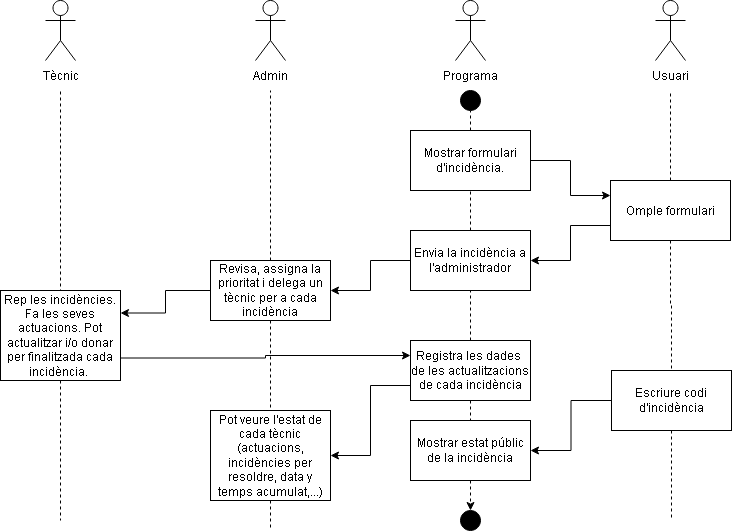 Tècnic
Admin
Programa
Usuari
Mostrar formulari
d'incidència.
Omple formulari
Envia la incidència a
l'administrador
Revisa, assigna la
prioritat i delega un
tècnic per a cada
incidència
Rep les incidències.
Fa les seves
actuacions. Pot
actualitzar i/o donar
per finalitzada cada
incidència.
Registra les dades
de les actualitzacions
de cada incidència
Escriure codi
d'incidència
Pot veure l'estat de
cada tècnic
(actuacions,
incidències per
resoldre, data y
temps acumulat,...)
Mostrar estat públic
de la incidència